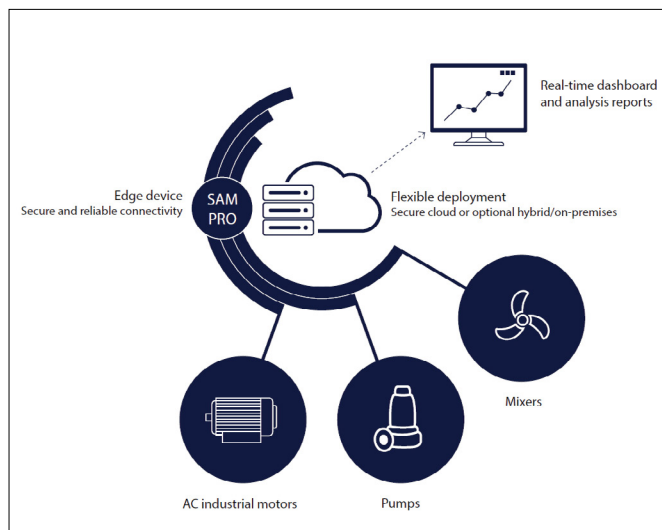 Real-time dashboard
and analysis reports
Edge device
Secure and reliable connectivity
SAM
PRO
Flexible deployment
Secure cloud or optional hybrid/on-premises
Mixers
AC industrial motors
Pumps